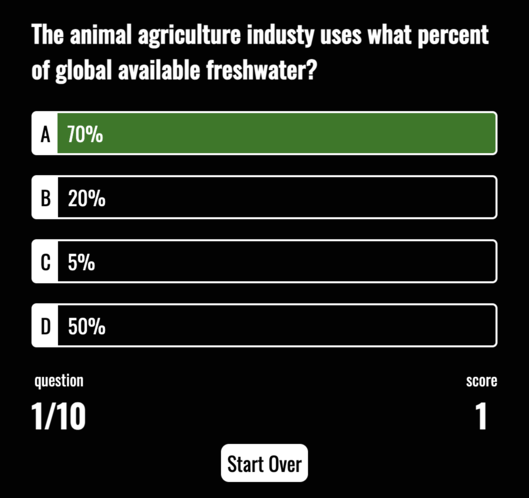 The animal agriculture industy uses what percent
of global available freshwater?
A 70%
B 20%
C 5%
D 50%
question score
1/10 1
Start Over